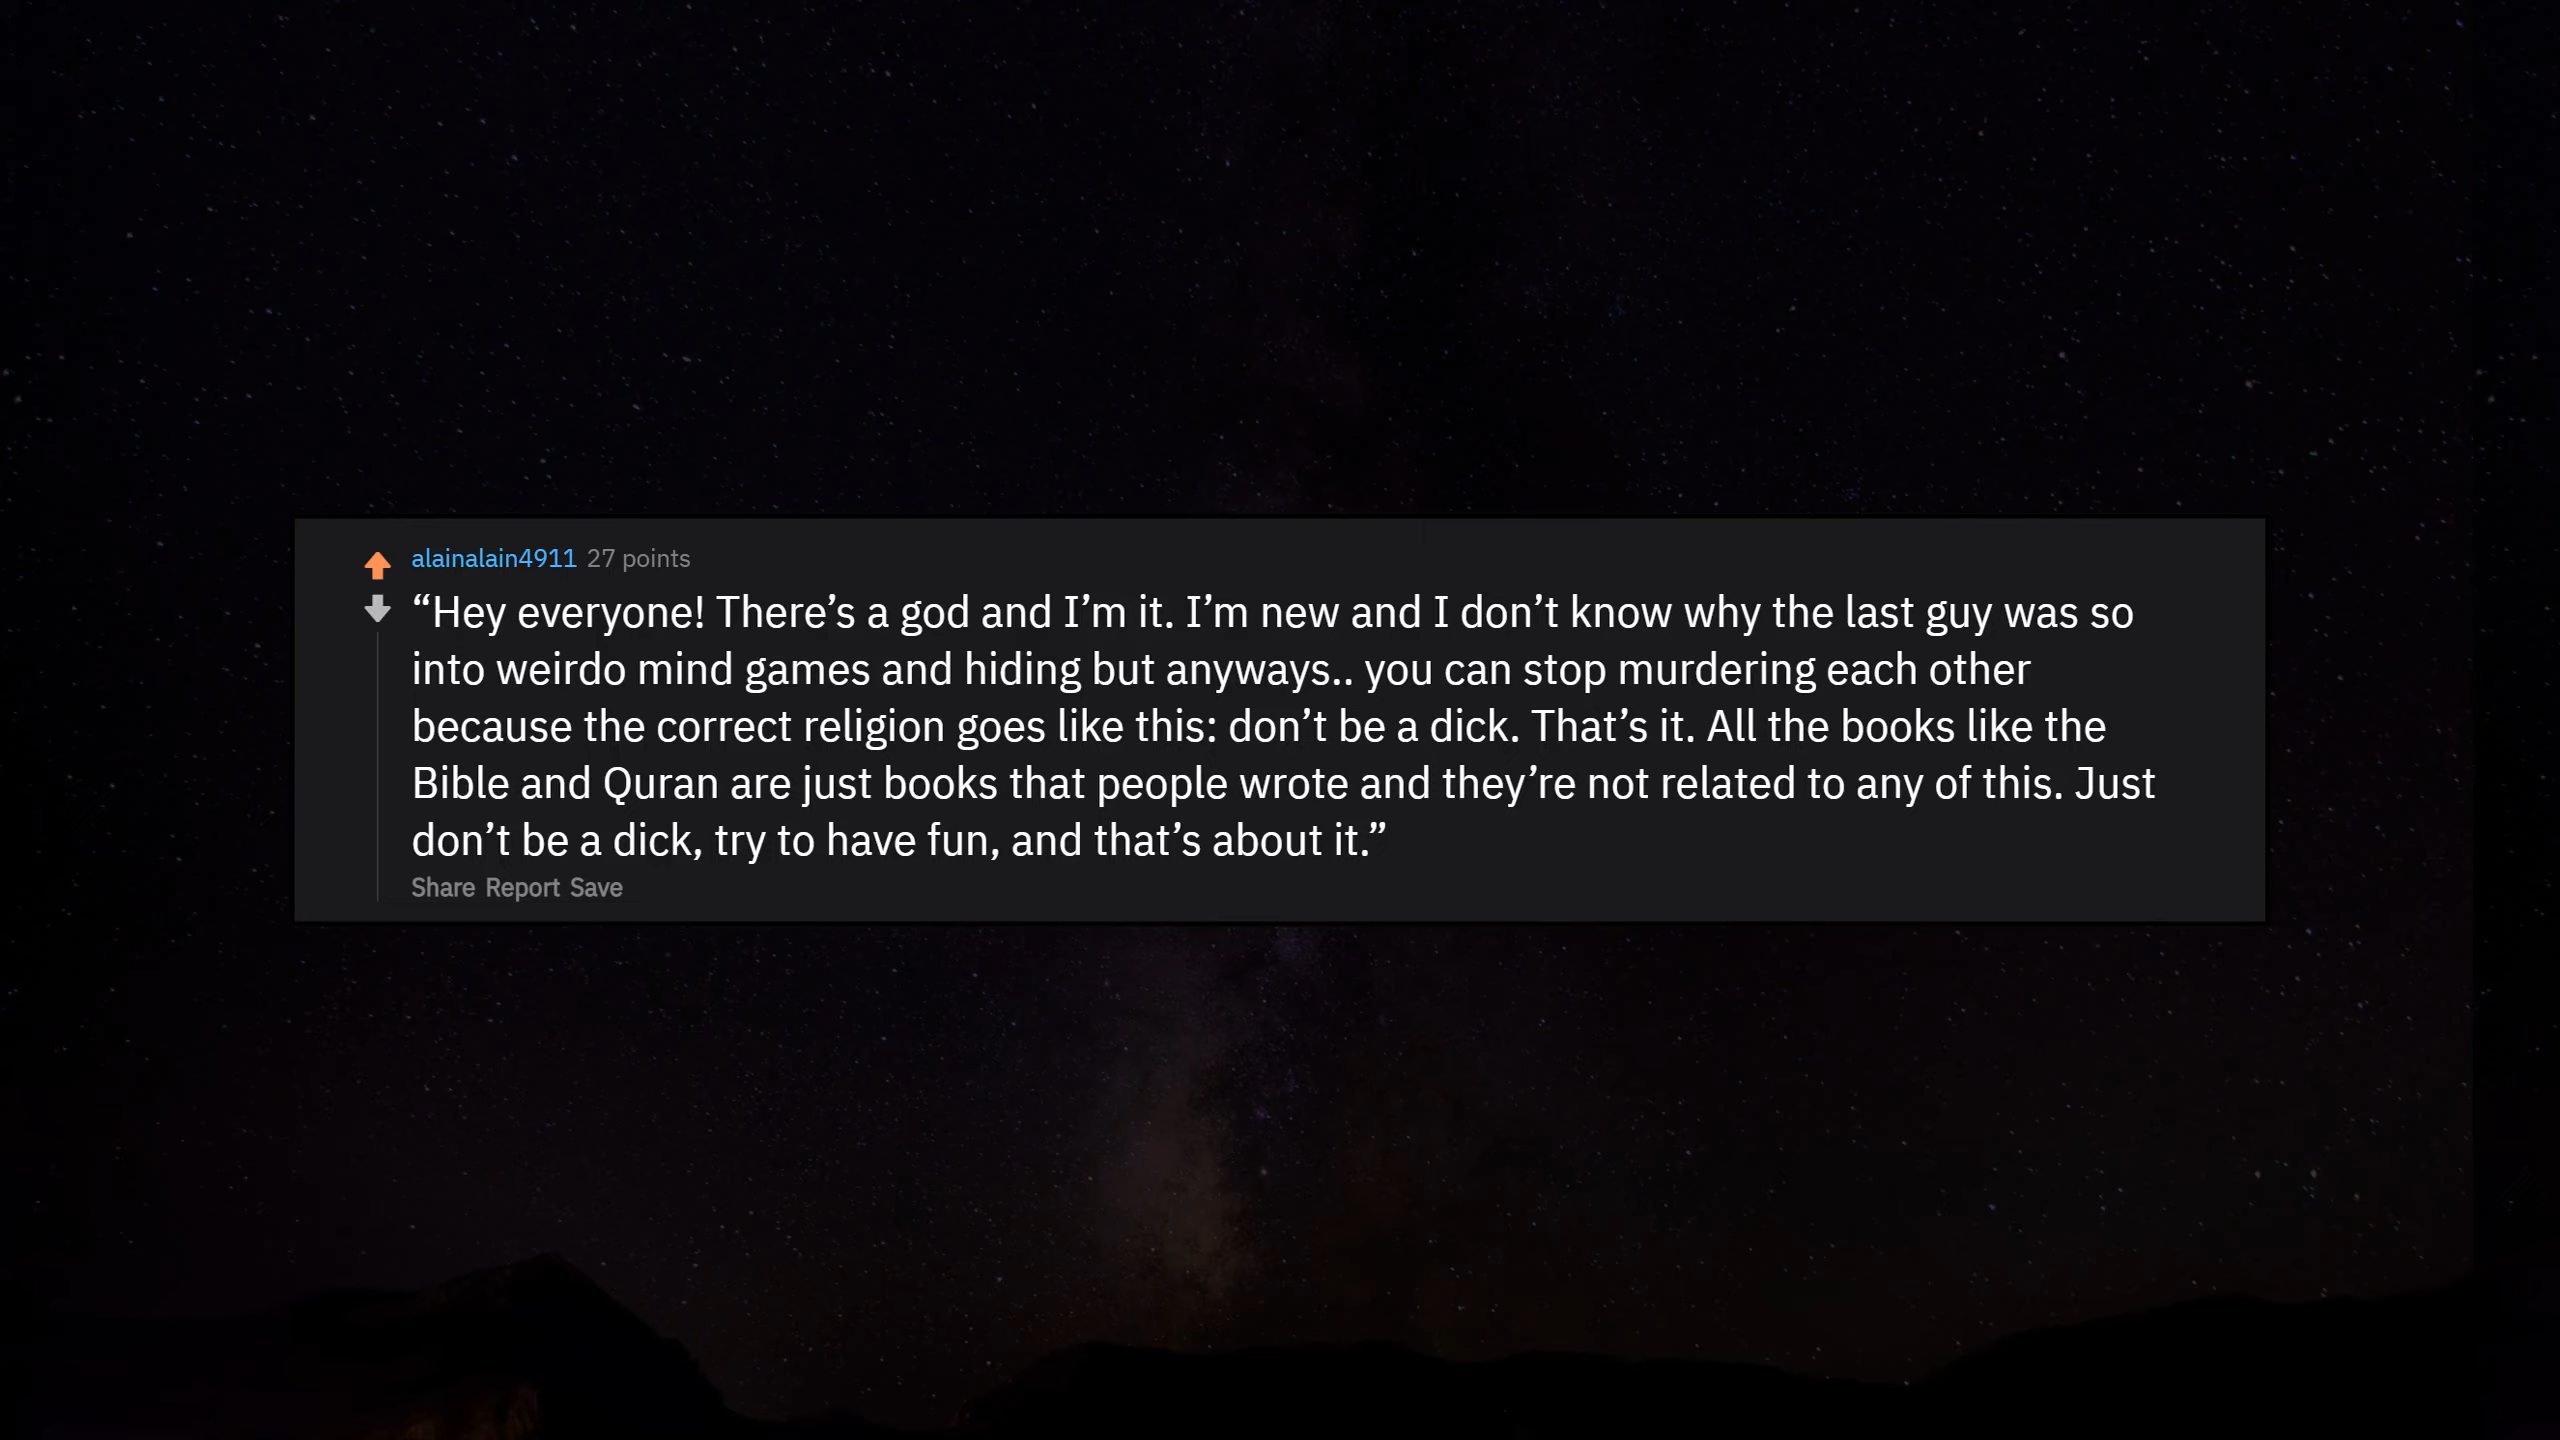 alainalain4911 27 points
“Hey everyone! There’s a god and I’m it. I’m new and I don’t know why the last guy was so
into weirdo mind games and hiding but anyways.. you can stop murdering each other
because the correct religion goes like this: don’t be a dick. That’s it. All the books like the
Bible and Quran are just books that people wrote and they’re not related to any of this. Just
don’t be a dick, try to have fun, and that’s about it.”
Share Report Save